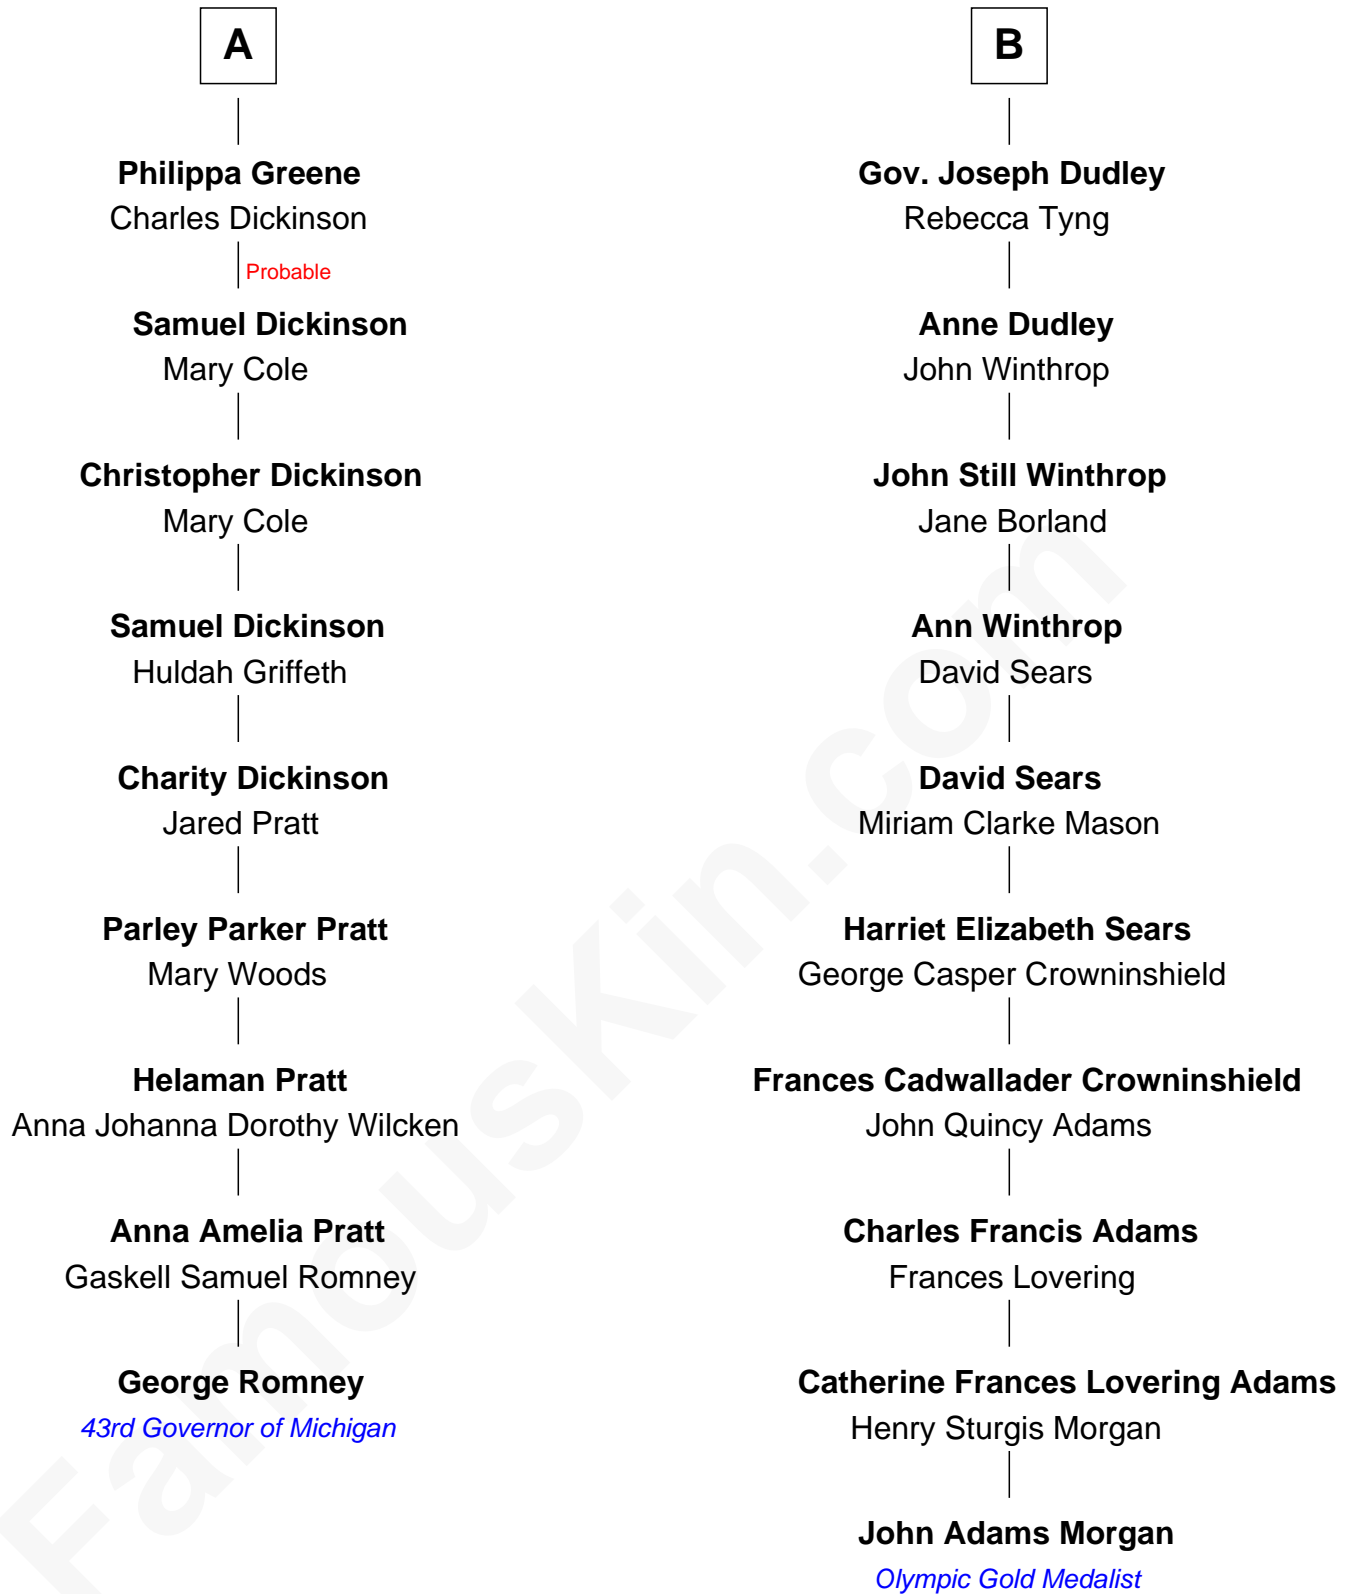 A
Philippa Greene
Charles Dickinson
Probable
Samuel Dickinson
Mary Cole
Christopher Dickinson
Mary Cole
Samuel Dickinson
Huldah Griffeth
Charity Dickinson
Jared Pratt
Parley Parker Pratt
Mary Woods
Helaman Pratt
Anna Johanna Dorothy Wilcken
Anna Amelia Pratt
Gaskell Samuel Romney
George Romney
43rd Governor of Michigan
B
Gov. Joseph Dudley
Rebecca Tyng
Anne Dudley
John Winthrop
John Still Winthrop
Jane Borland
Ann Winthrop
David Sears
David Sears
Miriam Clarke Mason
Harriet Elizabeth Sears
George Casper Crowninshield
Frances Cadwallader Crowninshield
John Quincy Adams
Charles Francis Adams
Frances Lovering
Catherine Frances Lovering Adams
Henry Sturgis Morgan
John Adams Morgan
Olympic Gold Medalist
FamousKin.com